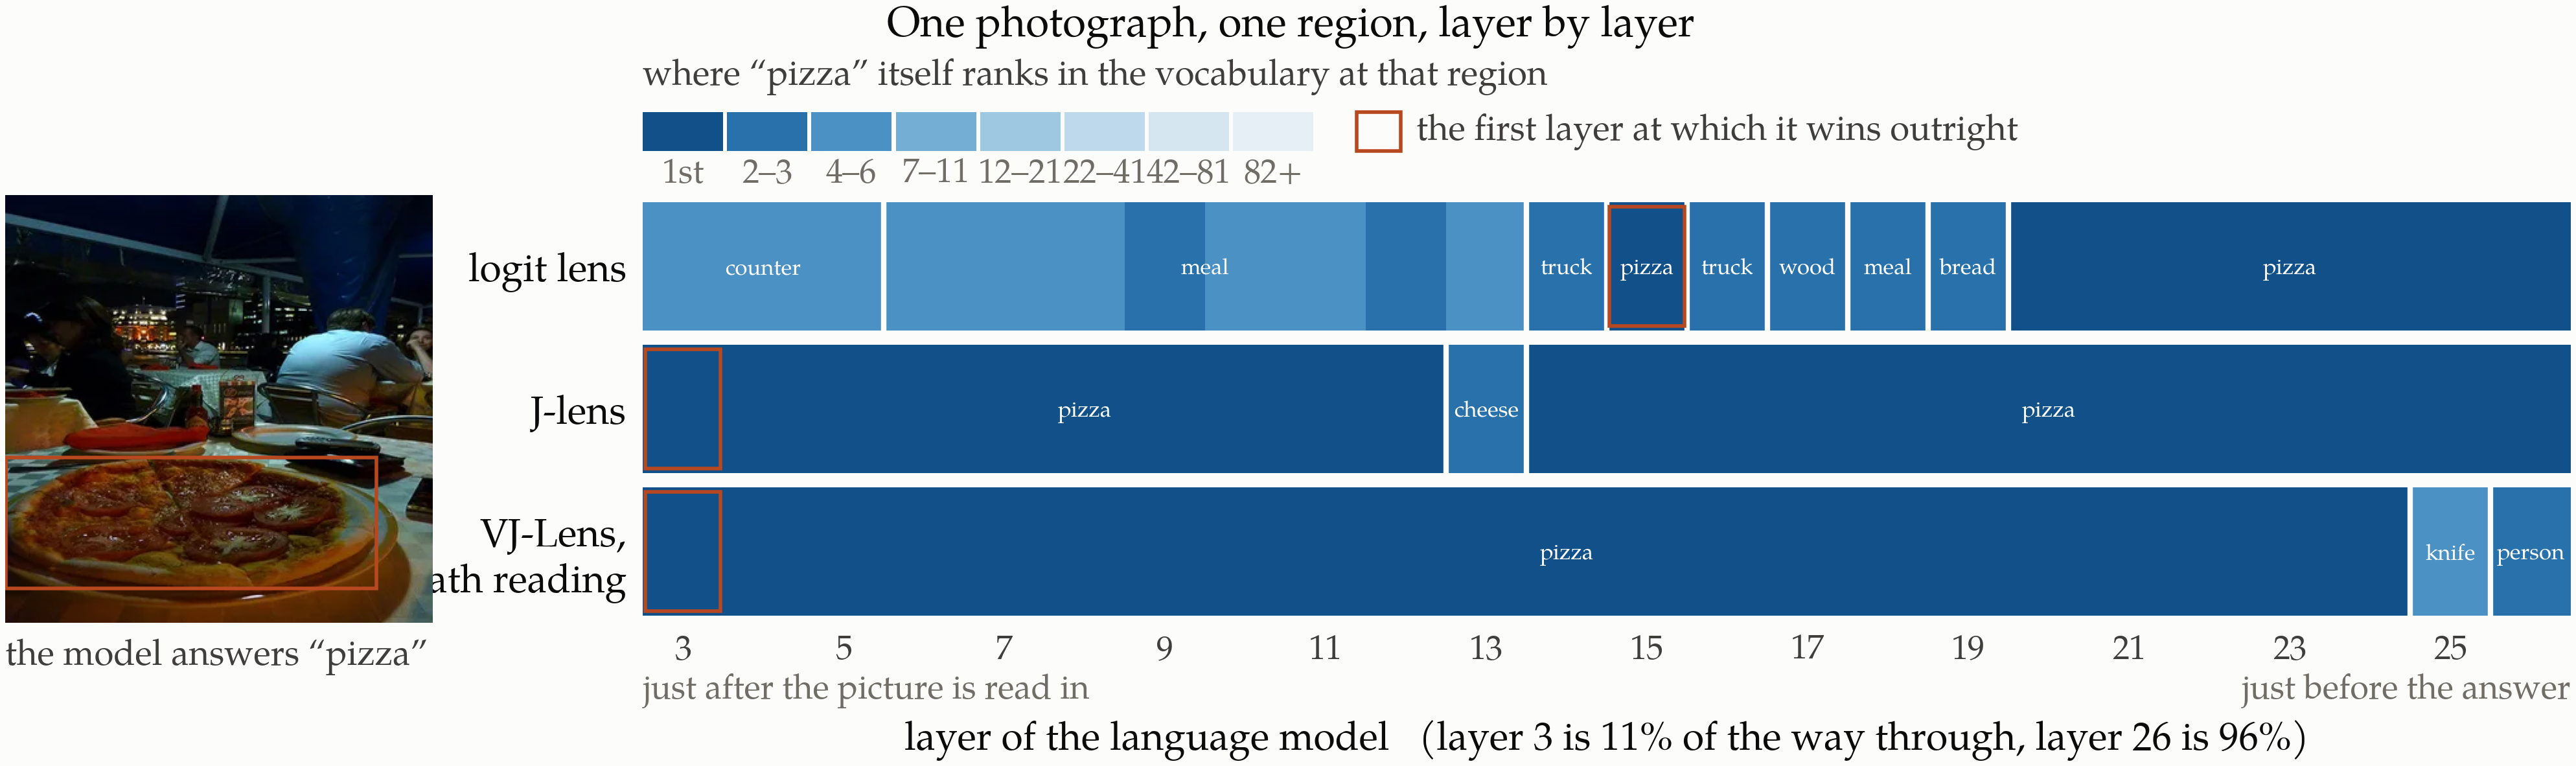 One photograph, one region, layer by layer
where “pizza” itself ranks in the vocabulary at that region
the first layer at which it wins outright
1st 2–3 4–6 7–11 12–21 22–41 42–81 82+
logit lens
counter meal truck pizza truck wood meal bread pizza
J-lens
pizza cheese pizza
VJ-Lens,
ath reading
pizza knife person
the model answers “pizza”
3 5 7 9 11 13 15 17 19 21 23 25
just after the picture is read in
just before the answer
layer of the language model (layer 3 is 11% of the way through, layer 26 is 96%)